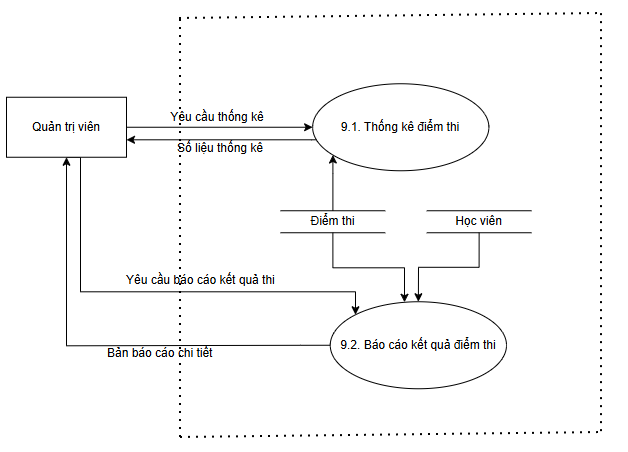 Yêu cầu thống kê
Quản trị viên
9.1. Thống kê điểm thi
Số liệu thống kê
Điểm thi
Học viên
Yêu cầu báo cáo kết quả thi
9.2. Báo cáo kết quả điểm thi
Bản báo cáo chi tiết